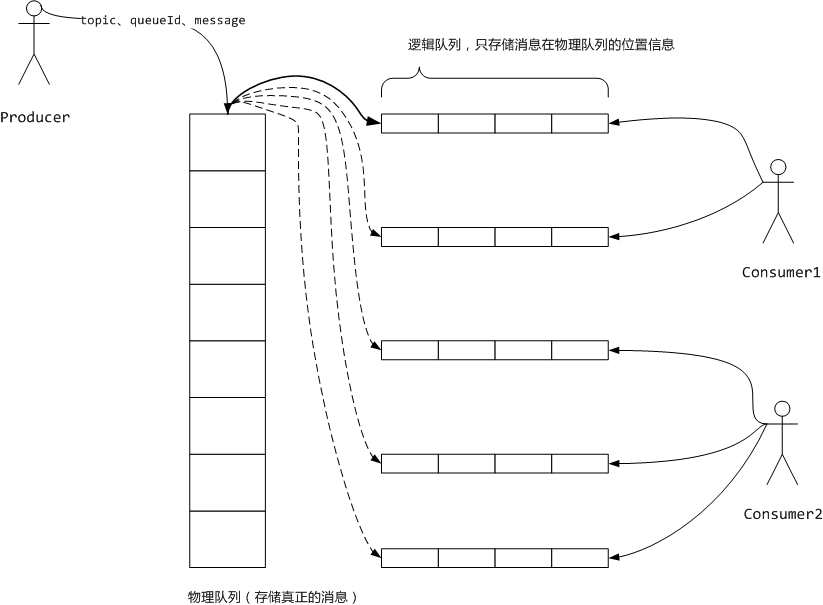 topic、queueId、message
逻辑队列，只存储消息在物理队列的位置信息
Producer
Consumer1
Consumer2
物理队列（存储真正的消息）